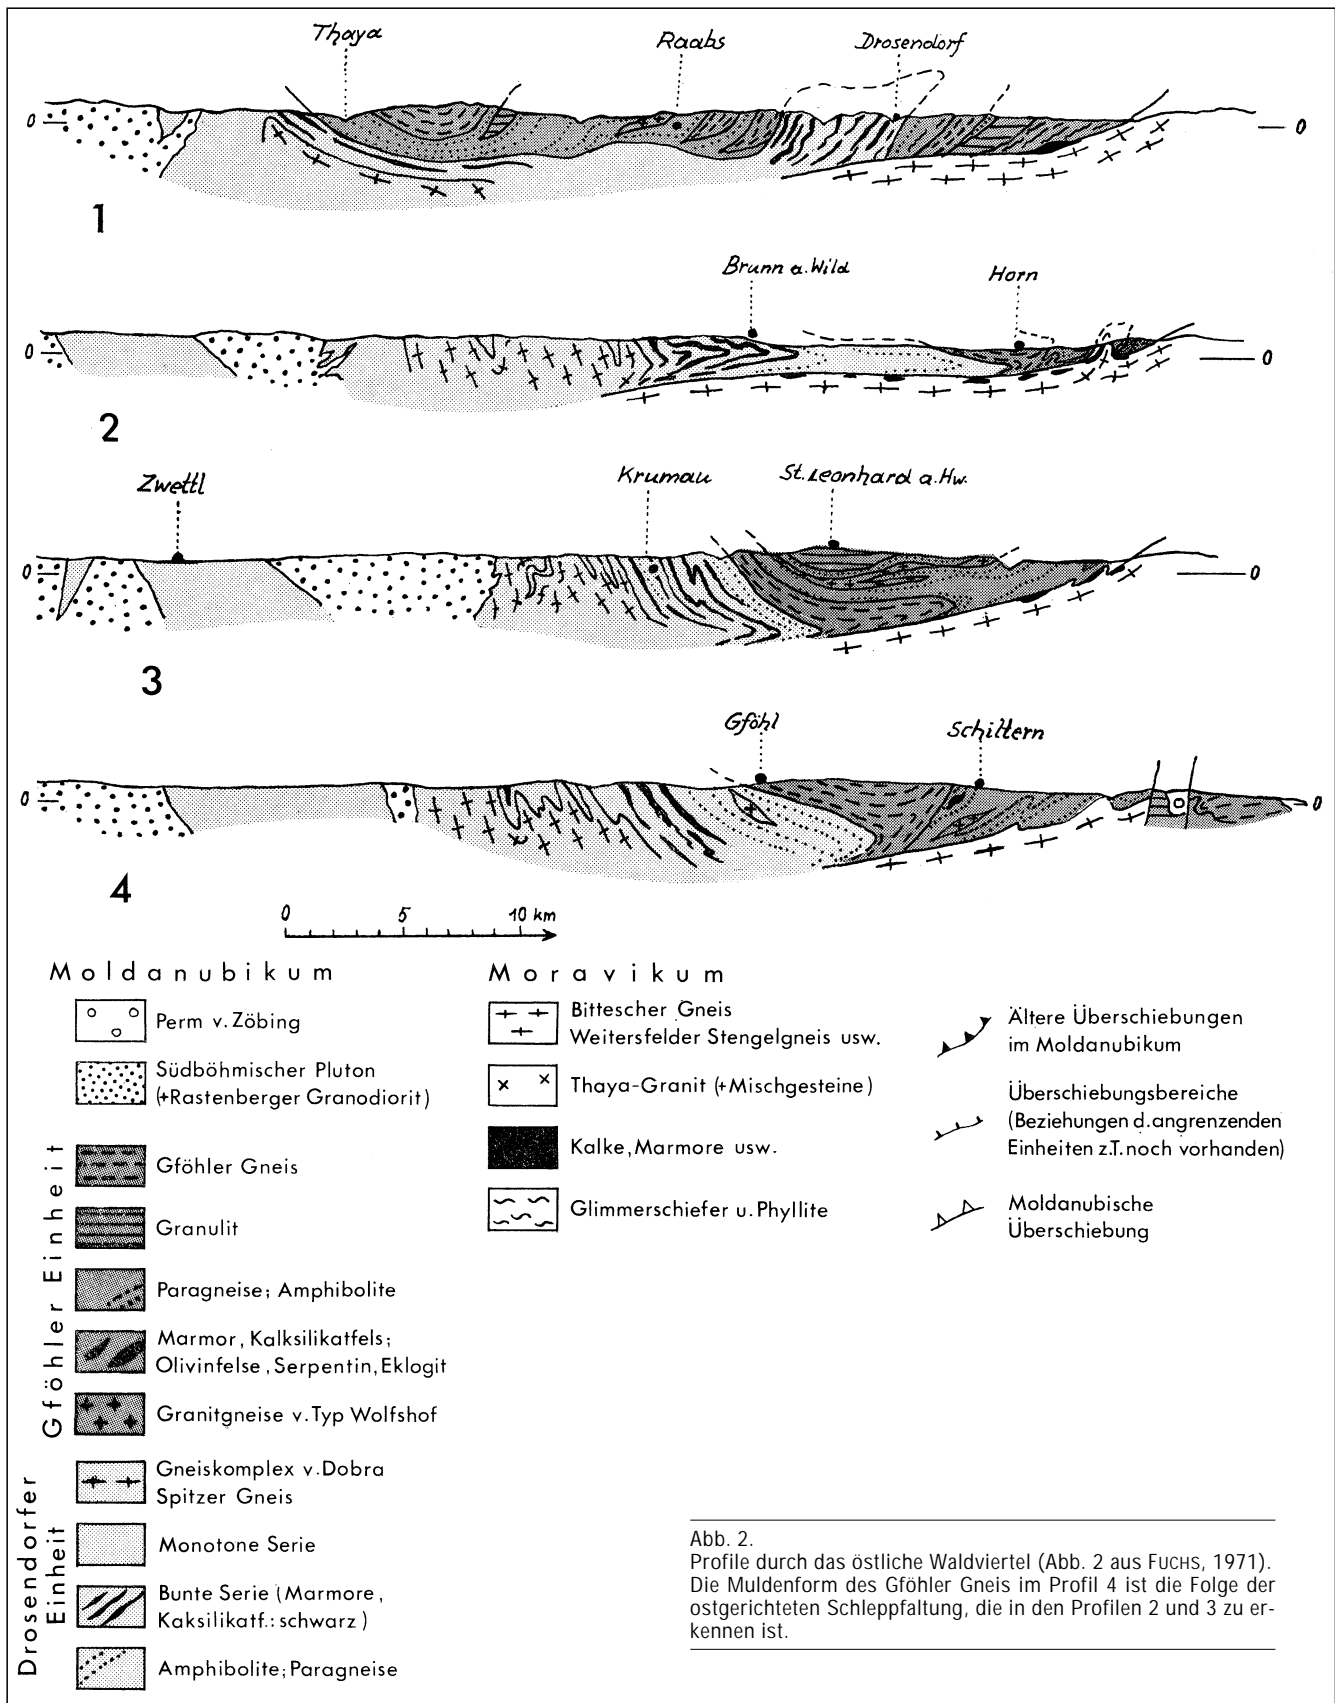 Thaya
Raabs
Drosendorf
0
0
1
Brunn a. Wild
Horn
0
0
2
Zwettl
Krumau
St. Leonhard a. Hw.
0
0
3
Gföhl
Schiltern
0
0
4
0 5 10 km
Moldanubikum
Perm v. Zöbing
Südböhmischer Pluton
(+Rastenberger Granodiorit)
Gföhler Einheit
Gföhler Gneis
Granulit
Paragneise; Amphibolite
Marmor, Kalksilikatfels;
Olivinfelse, Serpentin, Eklogit
Granitgneise v. Typ Wolfshof
Drosendorfer
Einheit
Gneiskomplex v. Dobra
Spitzer Gneis
Monotone Serie
Bunte Serie (Marmore,
Kaksilikatf.: schwarz)
Amphibolite; Paragneise
Moravikum
Bittescher Gneis
Weitersfelder Stengelgneis usw.
Thaya-Granit (+Mischgesteine)
Kalke, Marmore usw.
Glimmerschiefer u. Phyllite
Ältere Überschiebungen
im Moldanubikum
Überschiebungsbereiche
(Beziehungen d. angrenzenden
Einheiten z.T. noch vorhanden)
Moldanubische
Überschiebung
Abb. 2.
Profile durch das östliche Waldviertel (Abb. 2 aus FUCHS, 1971).
Die Muldenform des Gföhler Gneis im Profil 4 ist die Folge der
ostgerichteten Schleppfaltung, die in den Profilen 2 und 3 zu er-
kennen ist.